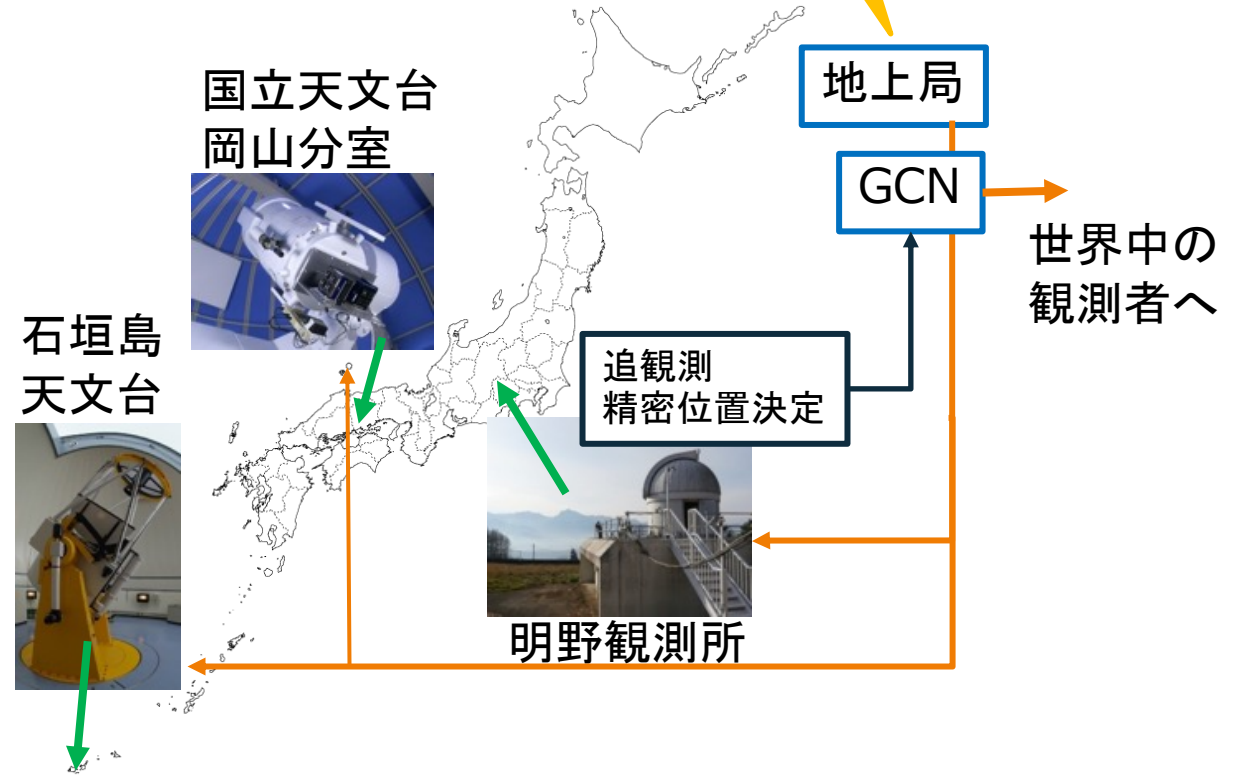 地上局
国立天文台
岡山分室
GCN
世界中の
観測者へ
石垣島
天文台
追観測
精密位置決定
明野観測所